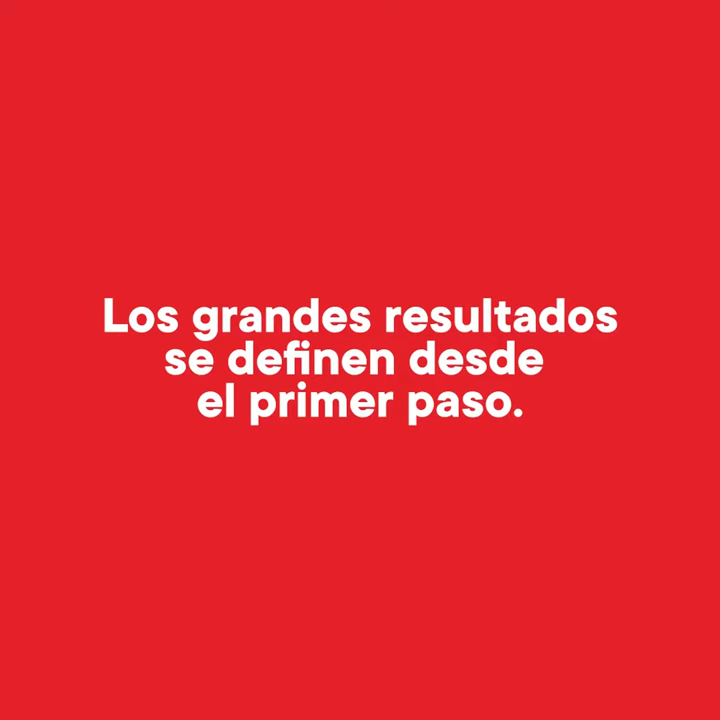 Los grandes resultados
se definen desde
el primer paso.